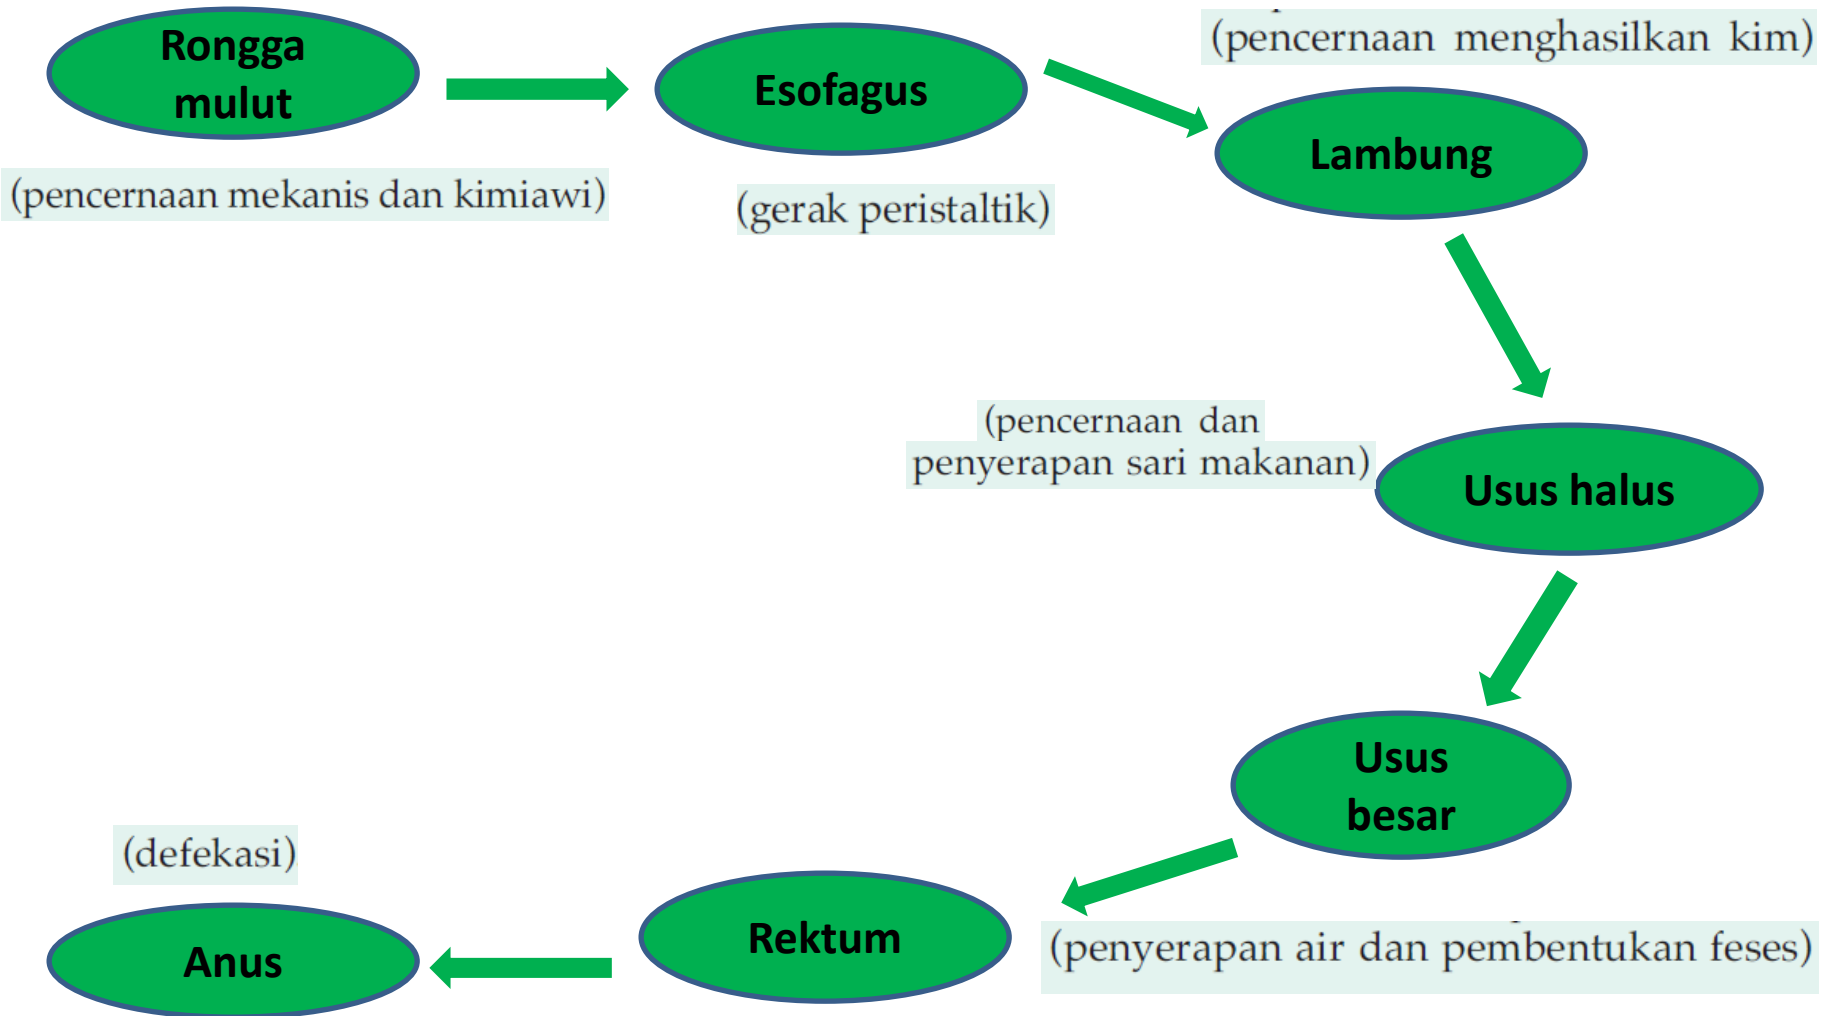 Rongga
mulut
(pencernaan mekanis dan kimiawi)
Esofagus
(gerak peristaltik)
(pencernaan menghasilkan kim)
Lambung
(pencernaan dan
penyerapan sari makanan)
Usus halus
Usus
besar
(penyerapan air dan pembentukan feses)
Rektum
(defekasi)
Anus